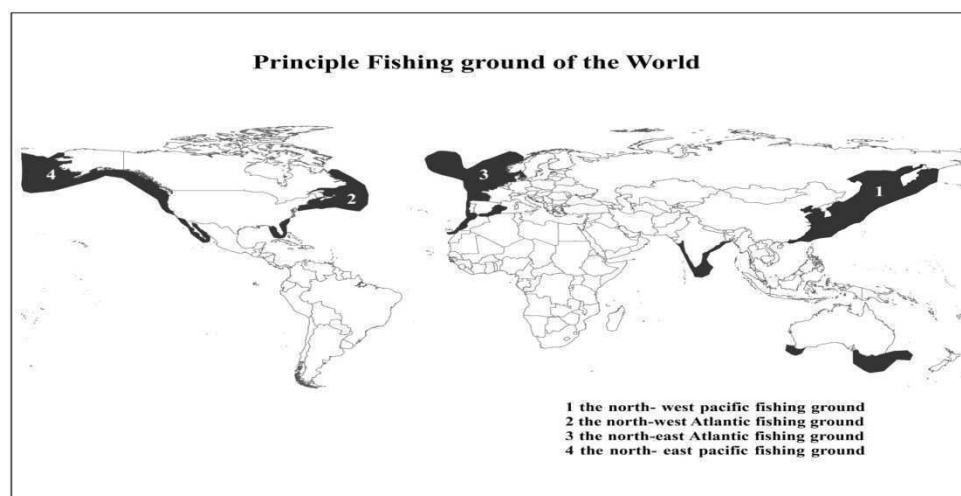 Principle Fishing ground of the World
4
2
3
1
1 the north- west pacific fishing ground
2 the north-west Atlantic fishing ground
3 the north-east Atlantic fishing ground
4 the north- east pacific fishing ground